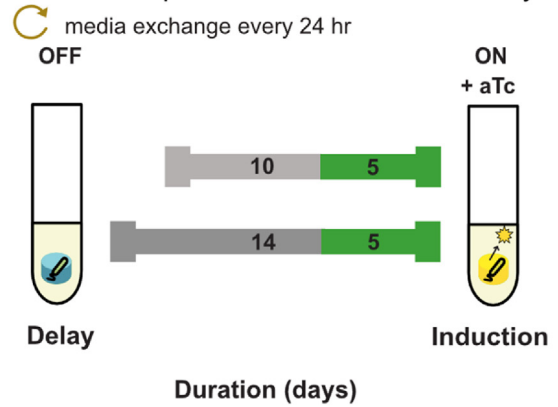 media exchange every 24 hr
OFF
ON
+ aTc
10 5
14 5
Delay
Induction
Duration (days)